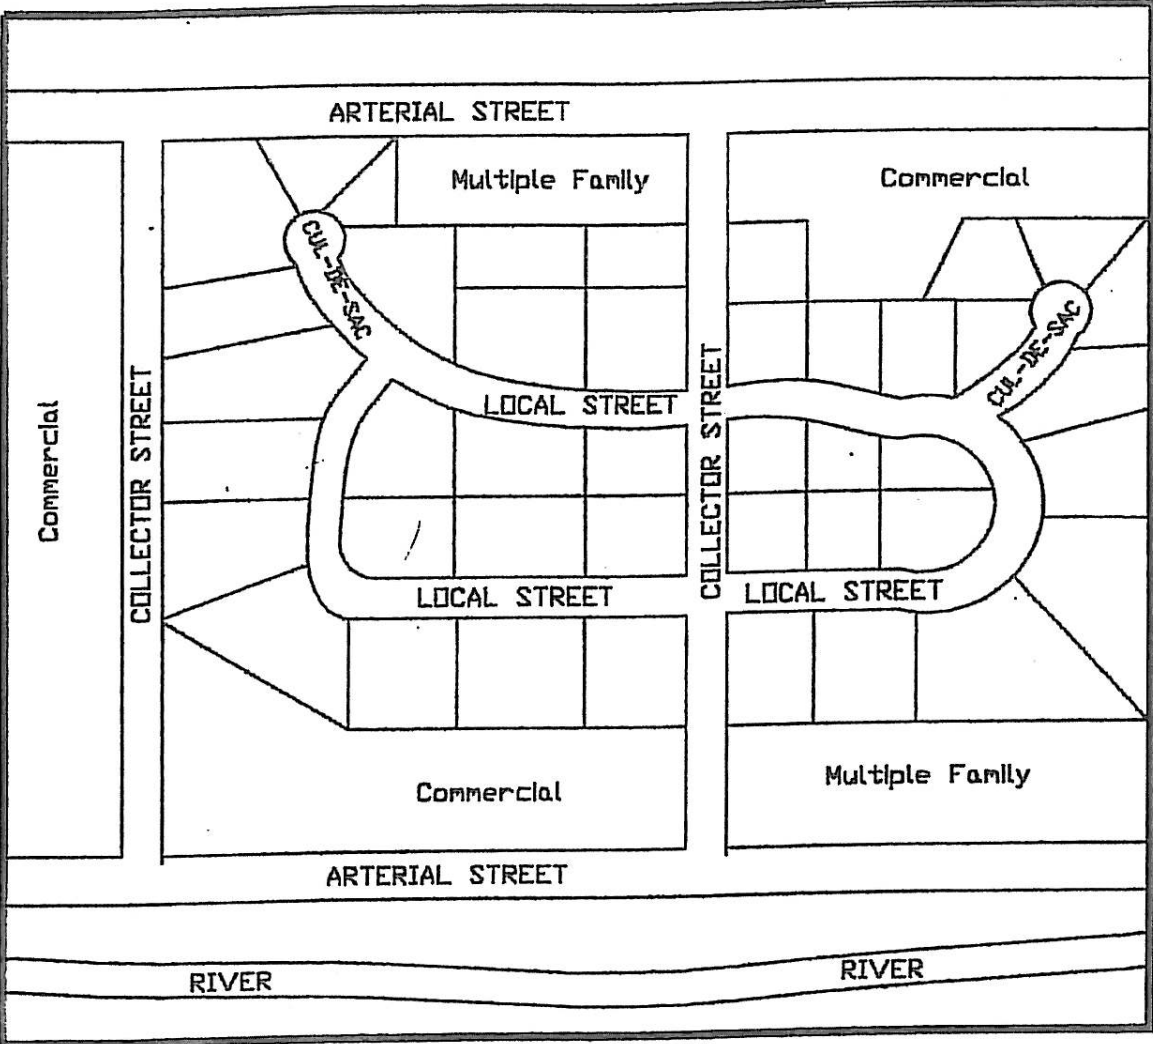 ARTERIAL STREET
Multiple Family
Commercial
CUL-DE-SAC
CUL-DE-SAC
Commercial
COLLECTOR STREET
LOCAL STREET
COLLECTOR STREET
LOCAL STREET
LOCAL STREET
Commercial
Multiple Family
ARTERIAL STREET
RIVER
RIVER